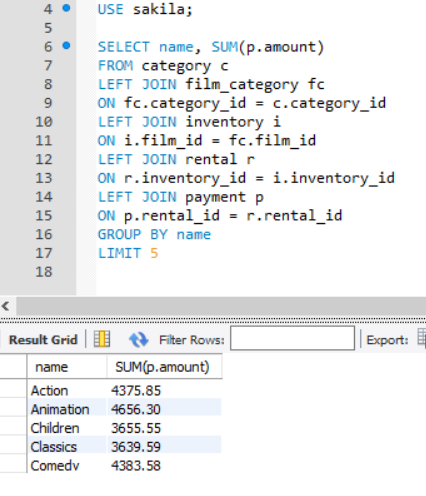 4 USE sakila;
5
6 SELECT name, SUM(p.amount)
7 FROM category c
8 LEFT JOIN film_category fc
9 ON fc.category_id = c.category_id
10 LEFT JOIN inventory i
11 ON i.film_id = fc.film_id
12 LEFT JOIN rental r
13 ON r.inventory_id = i.inventory_id
14 LEFT JOIN payment p
15 ON p.rental_id = r.rental_id
16 GROUP BY name
17 LIMIT 5
18
Result Grid Filter Rows: Export:
name SUM(p.amount)
Action 4375.85
Animation 4656.30
Children 3655.55
Classics 3639.59
Comedy 4383.58